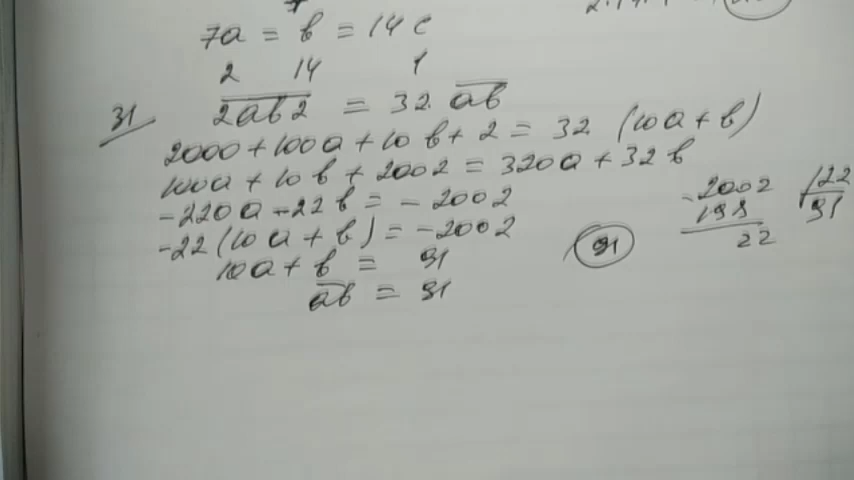 7a = b = 14c
2 14 1
31 2ab2 = 32. ab
2000 + 100a + 10b + 2 = 32 (10a + b)
100a + 10b + 2002 = 320a + 32b
-220a - 22b = -2002
-22 (10a + b) = -2002
10a + b = 91
ab = 91
91
-2002 | 22
198 91
22